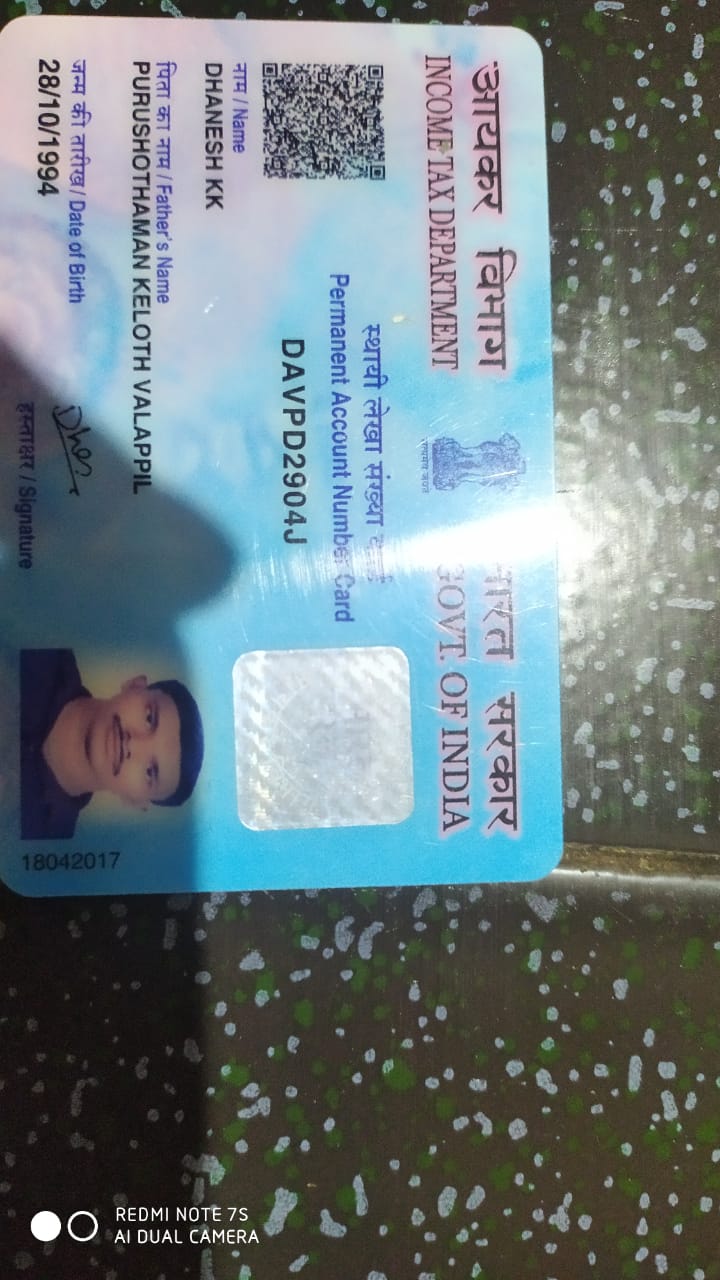 आयकर विभाग
INCOME TAX DEPARTMENT
सत्यमेव जयते
भारत सरकार
GOVT. OF INDIA
स्थायी लेखा संख्या कार्ड
Permanent Account Number Card
DAVPD2904J
नाम / Name
DHANESH KK
पिता का नाम / Father's Name
PURUSHOTHAMAN KELOTH VALAPPIL
जन्म की तारीख / Date of Birth
28/10/1994
हस्ताक्षर / Signature
18042017
REDMI NOTE 7S
AI DUAL CAMERA